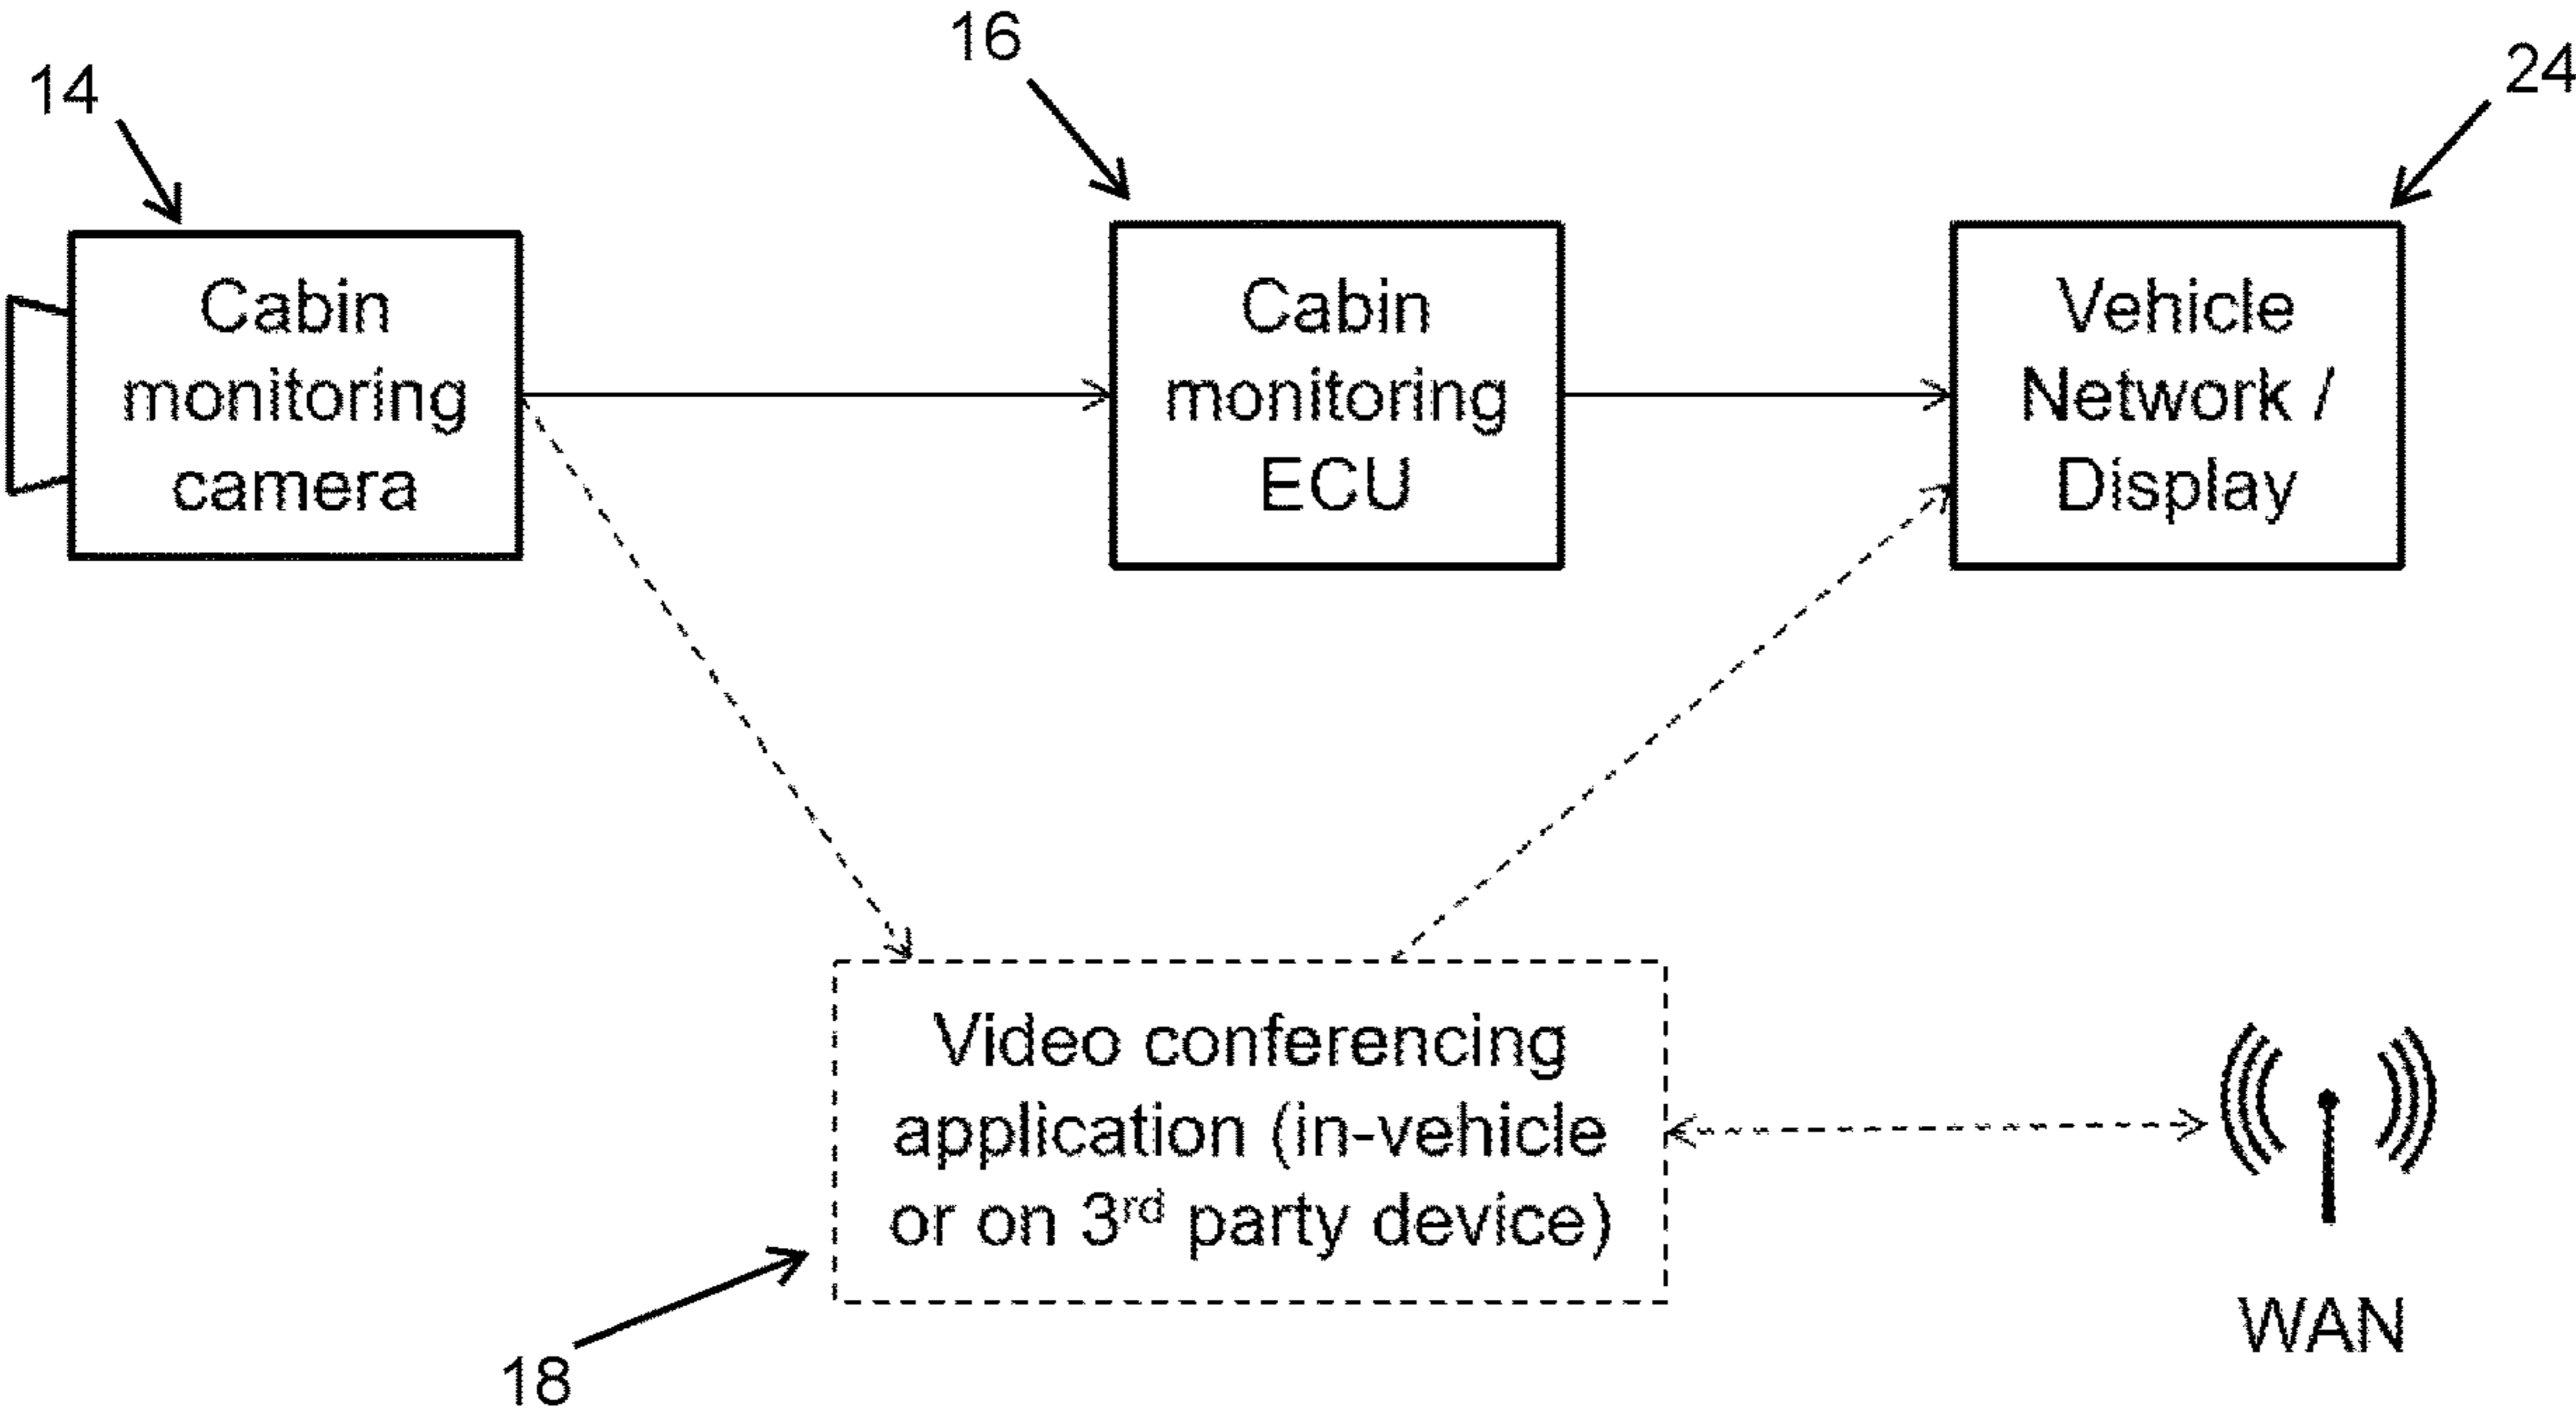 14
16
24
Cabin
monitoring
camera
Cabin
monitoring
ECU
Vehicle
Network /
Display
Video conferencing
application (in-vehicle
or on 3rd party device)
18
WAN